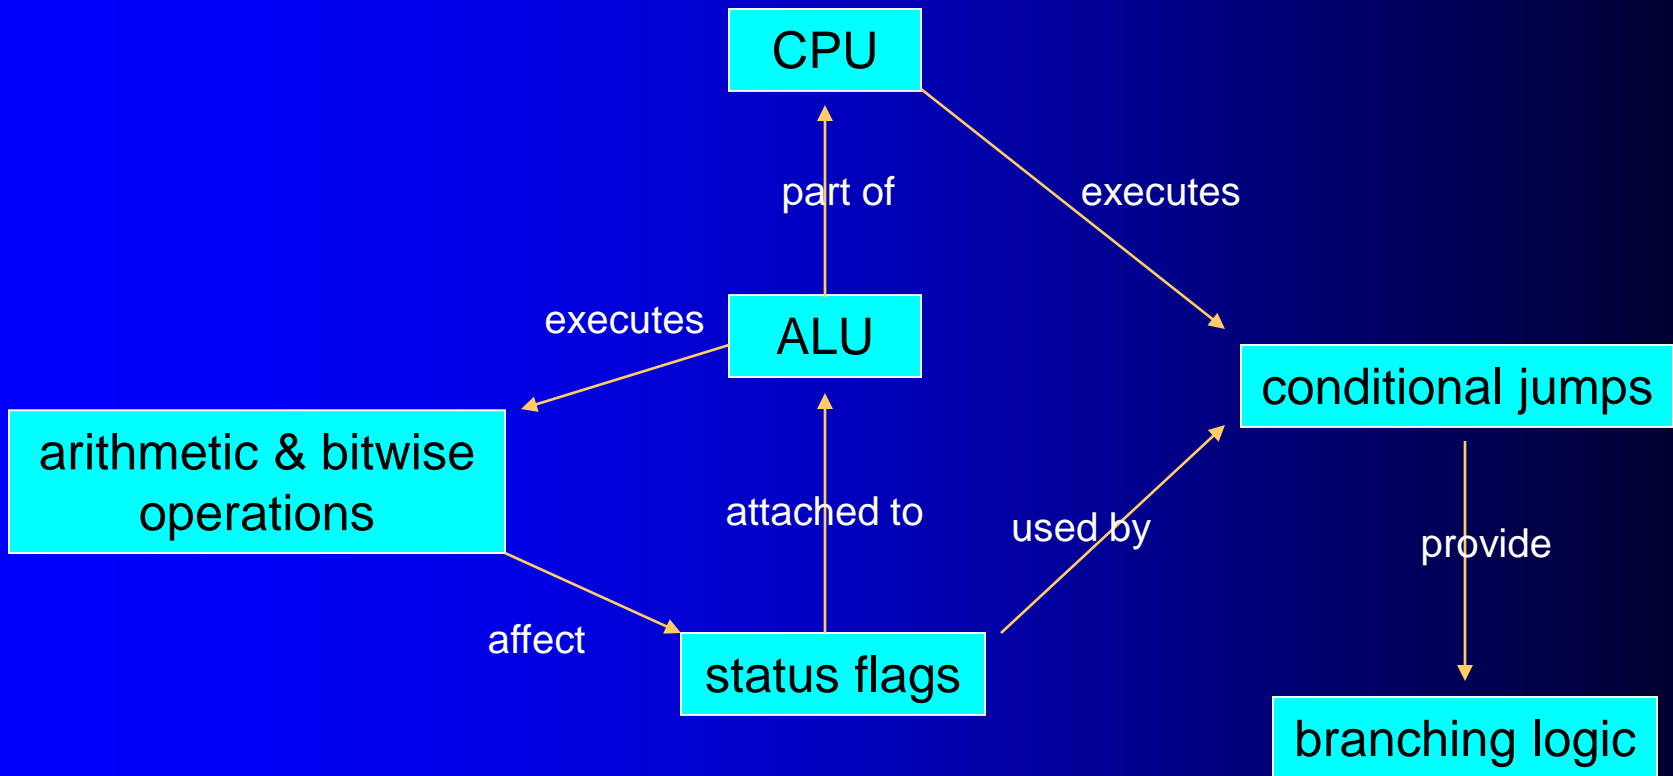 CPU
part of
executes
executes
ALU
conditional jumps
arithmetic & bitwise
operations
attached to
used by
provide
affect
status flags
branching logic